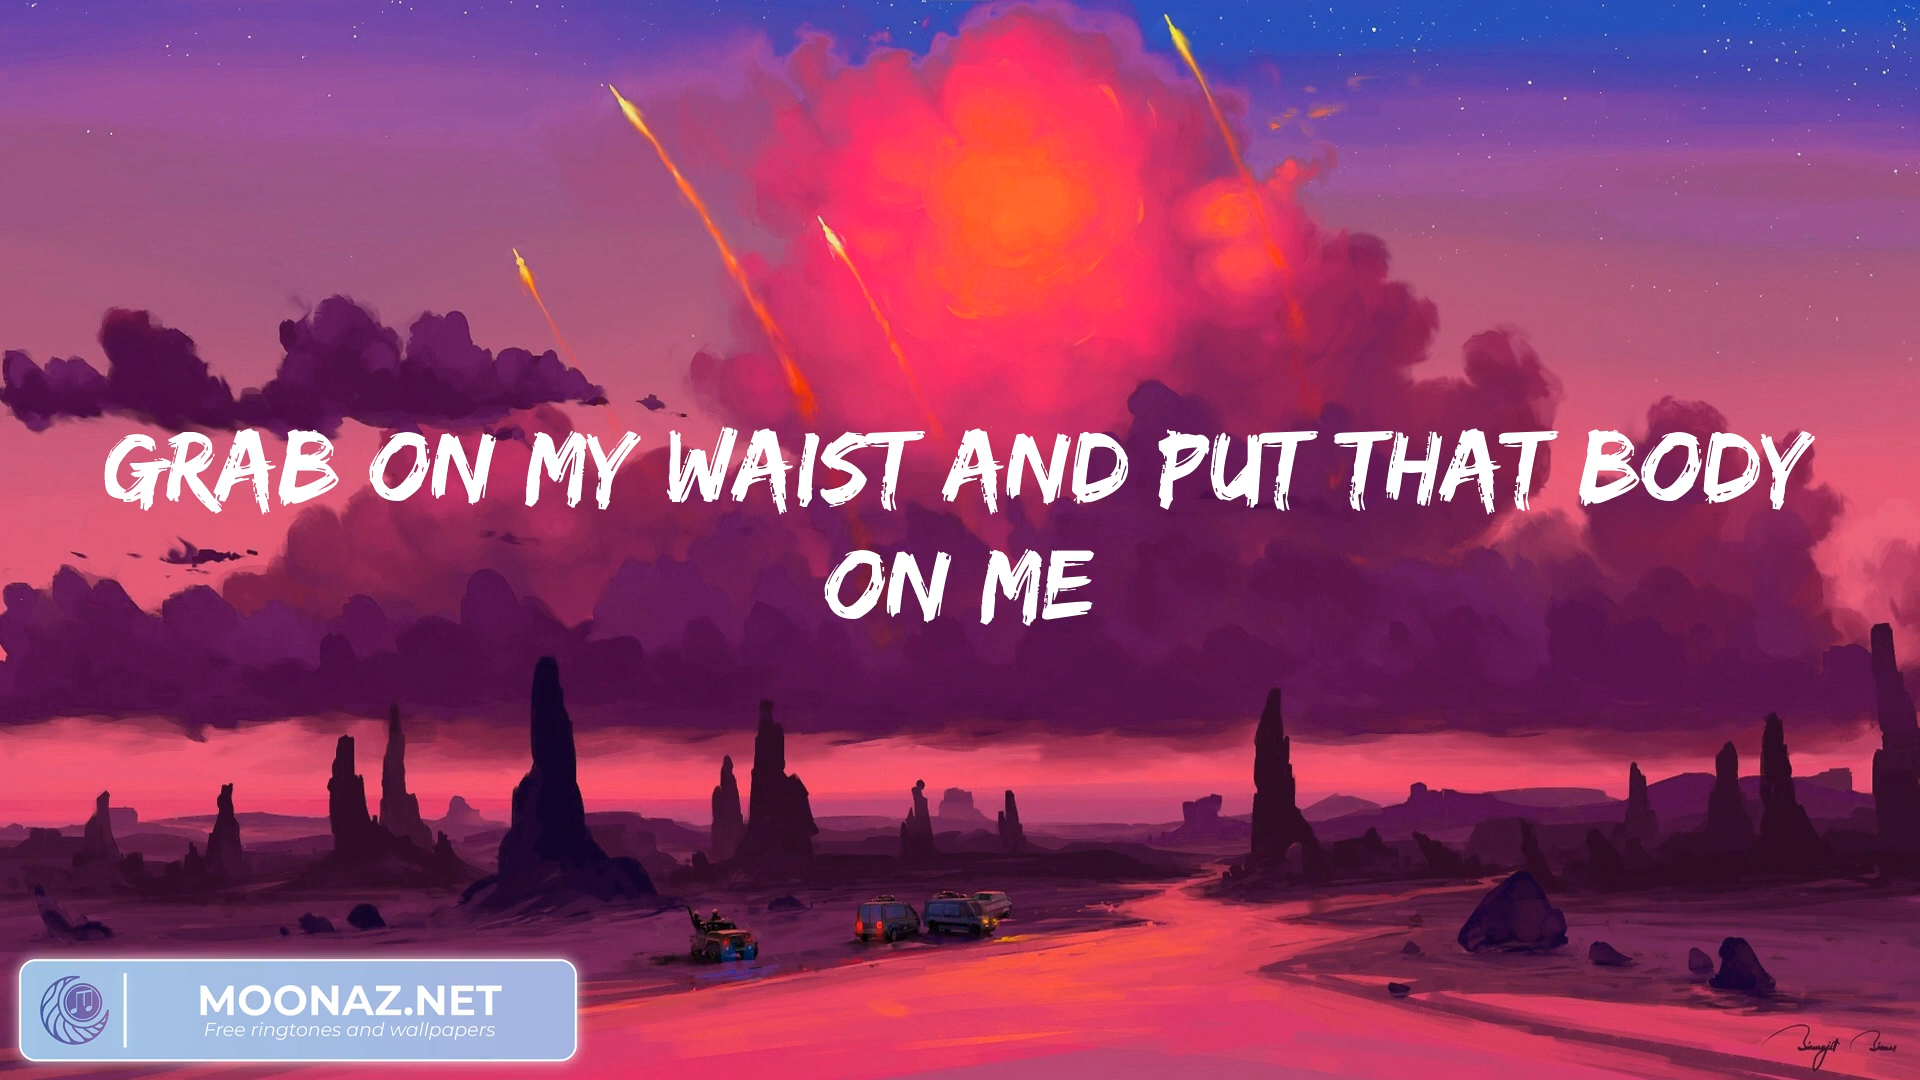 GRAB ON MY WAIST AND PUT THAT BODY
ON ME
MOONAZ.NET
Free ringtones and wallpapers